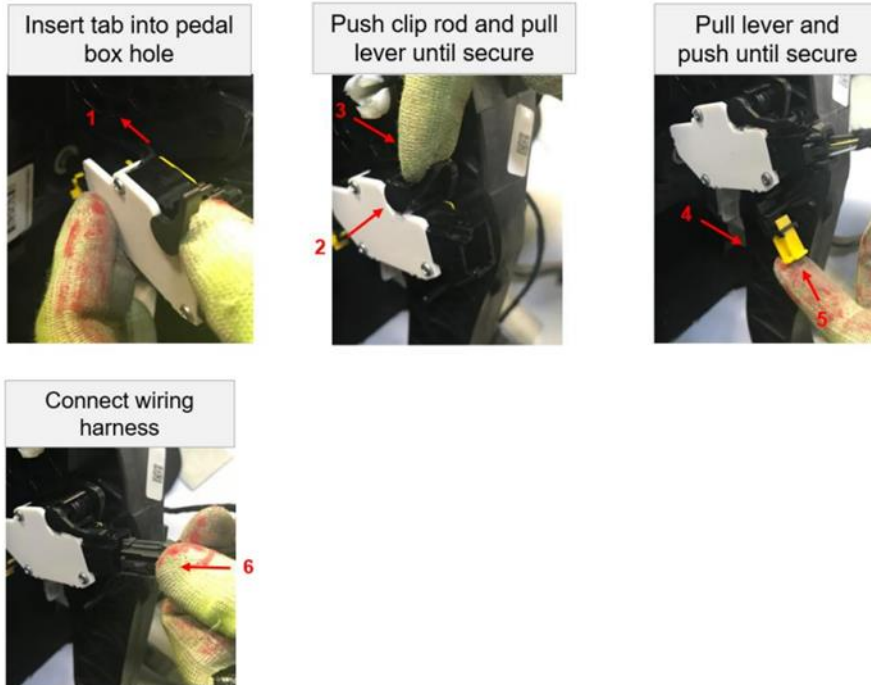 Insert tab into pedal
box hole
Push clip rod and pull
lever until secure
Pull lever and
push until secure
1
3
2
4
5
Connect wiring
harness
6